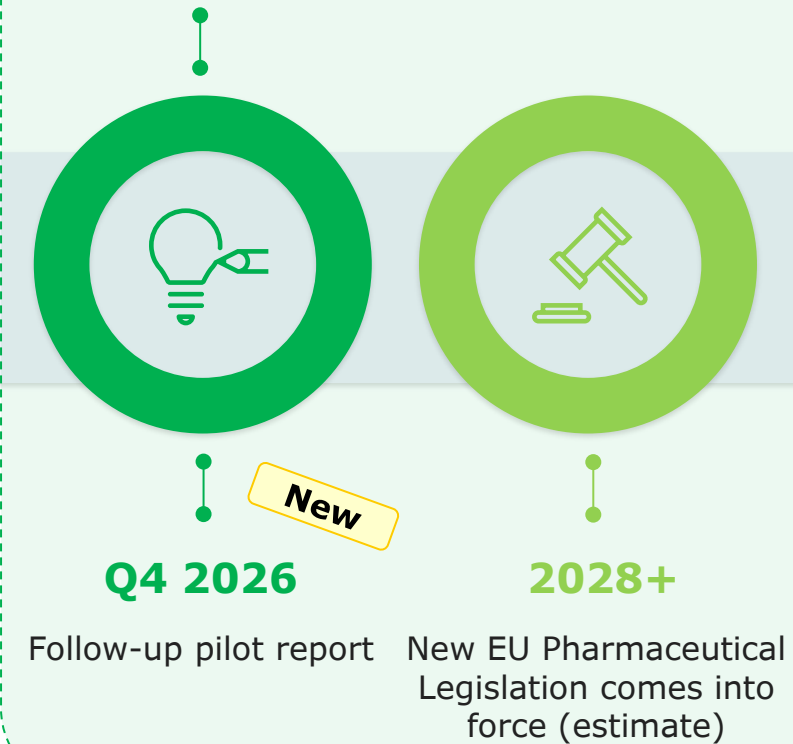 New
Q4 2026
Follow-up pilot report
2028+
New EU Pharmaceutical
Legislation comes into
force (estimate)